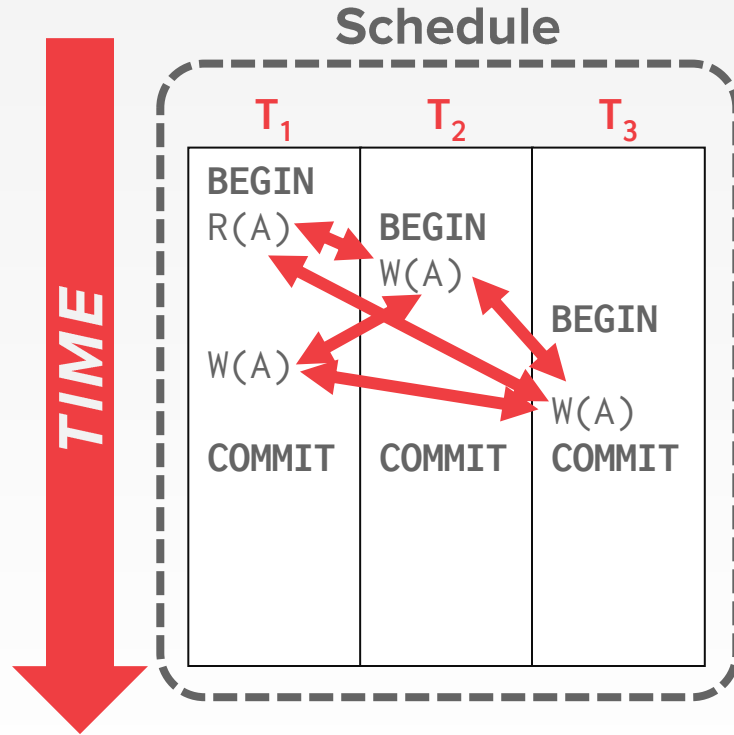 Schedule
TIME
T₁ T₂ T₃
BEGIN
R(A) BEGIN
W(A)
BEGIN
W(A)
W(A)
COMMIT COMMIT COMMIT